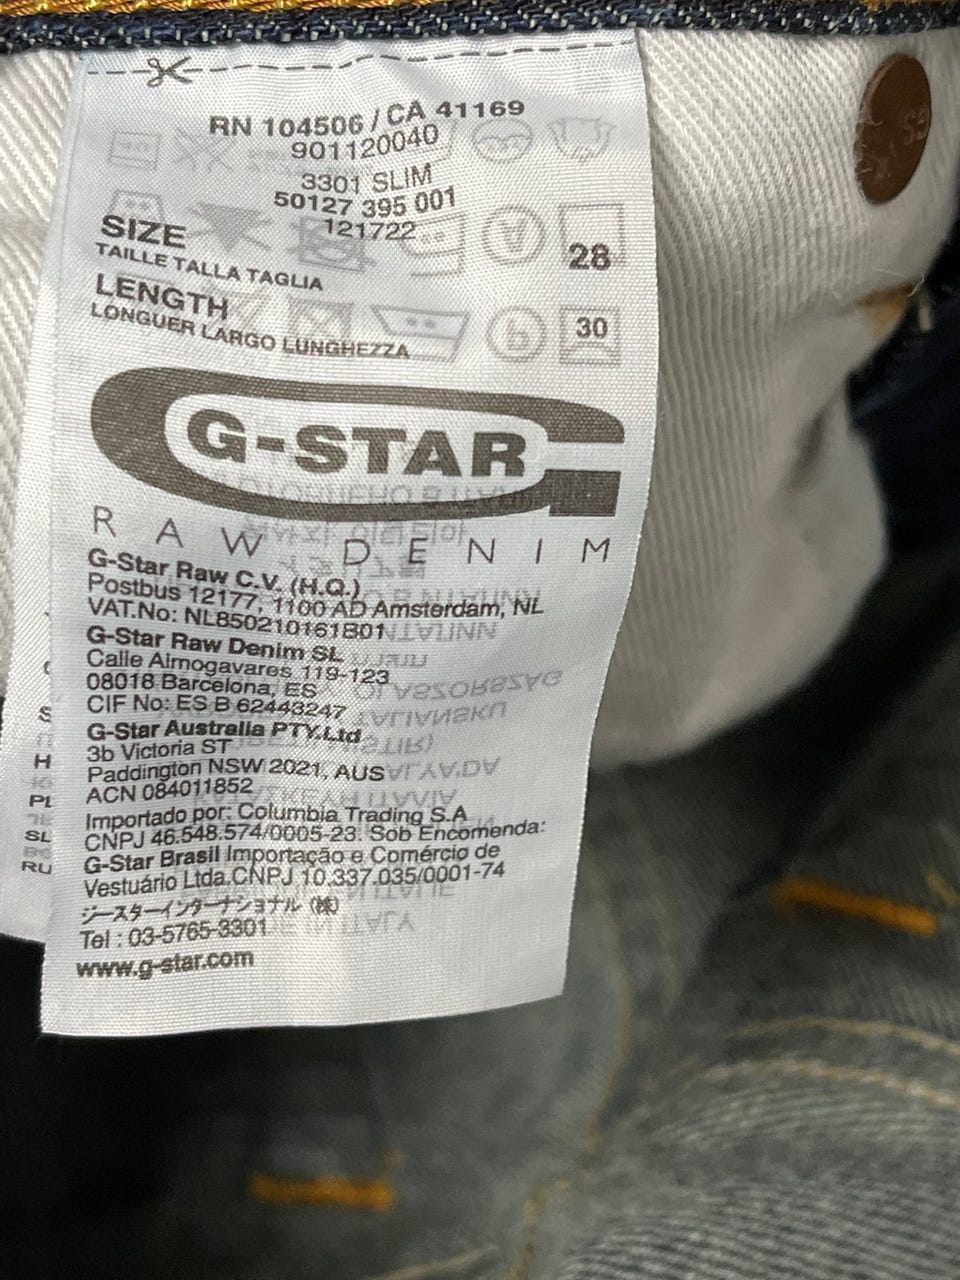 RN 104506 / CA 41169
901120040
3301 SLIM
50127 395 001
121722
SIZE 28
TAILLE TALLA TAGLIA
LENGTH 30
LONGUER LARGO LUNGHEZZA
G-STAR
RAW DENIM
G-Star Raw C.V. (H.Q.)
Postbus 12177, 1100 AD Amsterdam, NL
VAT.No: NL850210161B01
G-Star Raw Denim SL
Calle Almogavares 119-123
08018 Barcelona, ES
CIF No: ES B 62443247
G-Star Australia PTY.Ltd
3b Victoria ST
Paddington NSW 2021, AUS
ACN 084011852
Importado por: Columbia Trading S.A
CNPJ 46.548.574/0005-23. Sob Encomenda:
G-Star Brasil Importação e Comércio de
Vestuário Ltda.CNPJ 10.337.035/0001-74
ジースターインターナショナル (株)
Tel : 03-5765-3301
www.g-star.com
H
PL
SL
RU